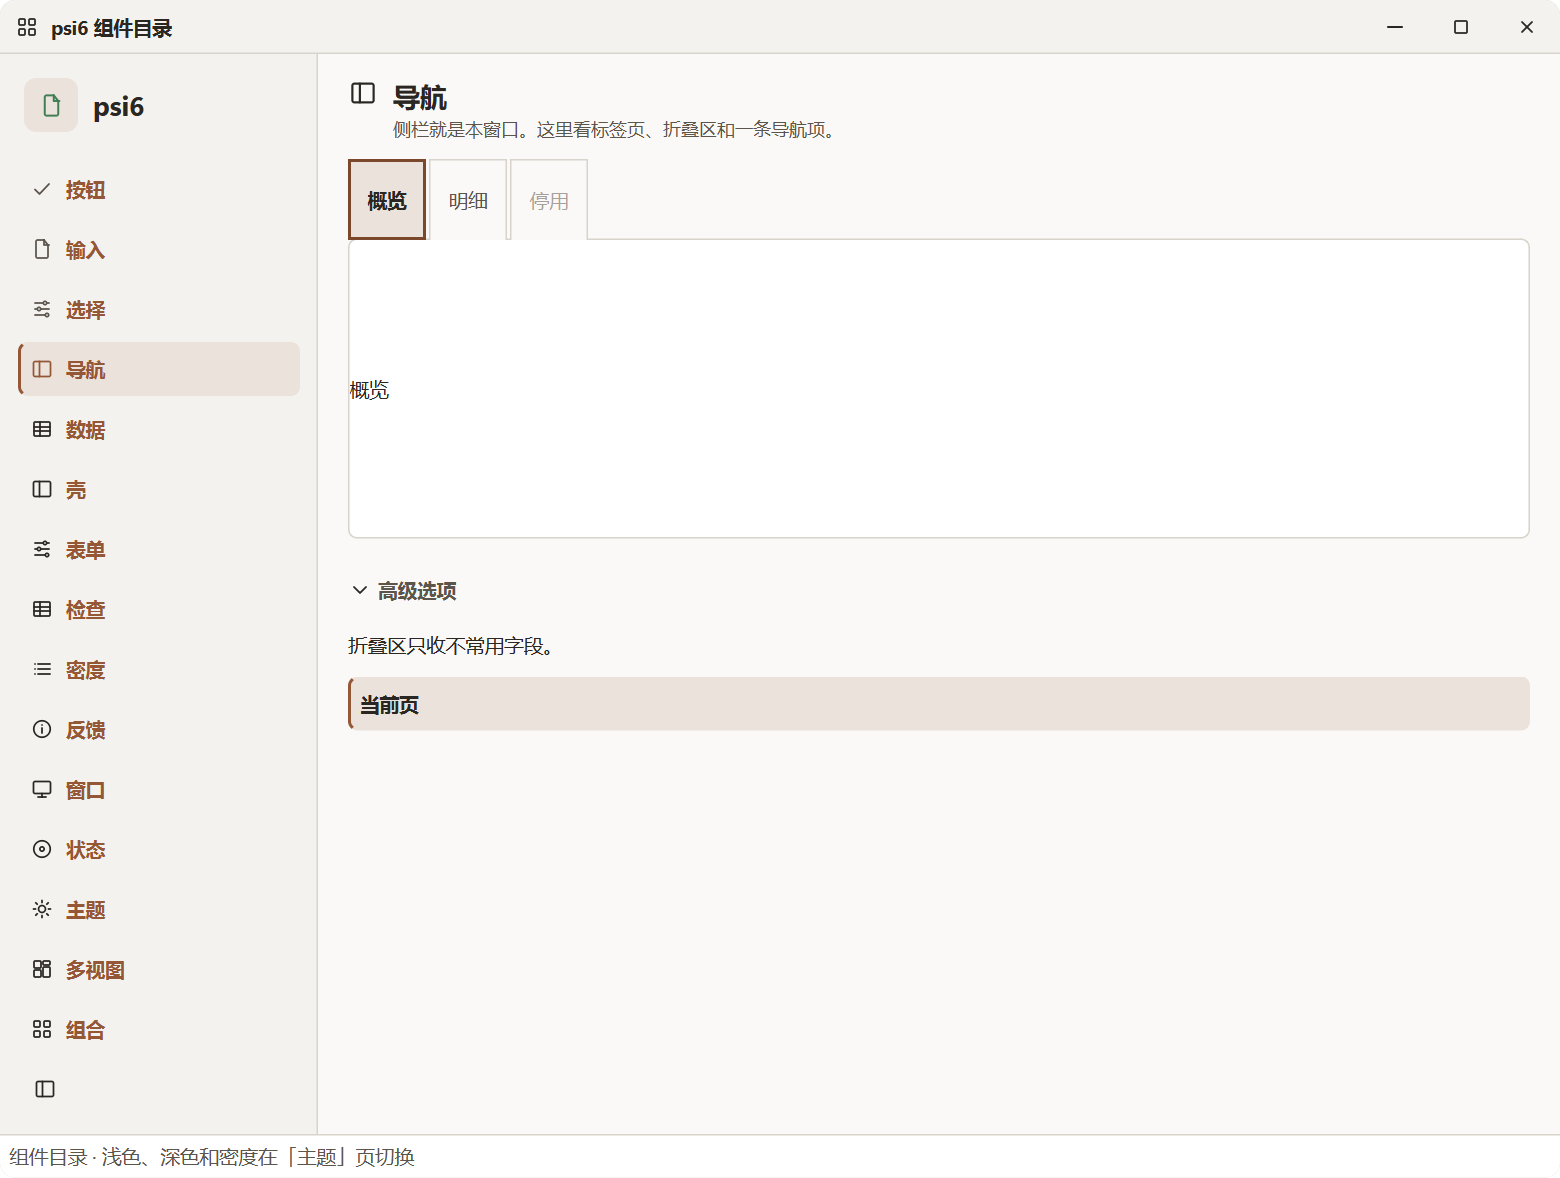 psi6 组件目录
psi6
按钮
输入
选择
导航
数据
壳
表单
检查
密度
反馈
窗口
状态
主题
多视图
组合
导航
侧栏就是本窗口。这里看标签页、折叠区和一条导航项。
概览 明细 停用
概览
高级选项
折叠区只收不常用字段。
当前页
组件目录 · 浅色、深色和密度在「主题」页切换